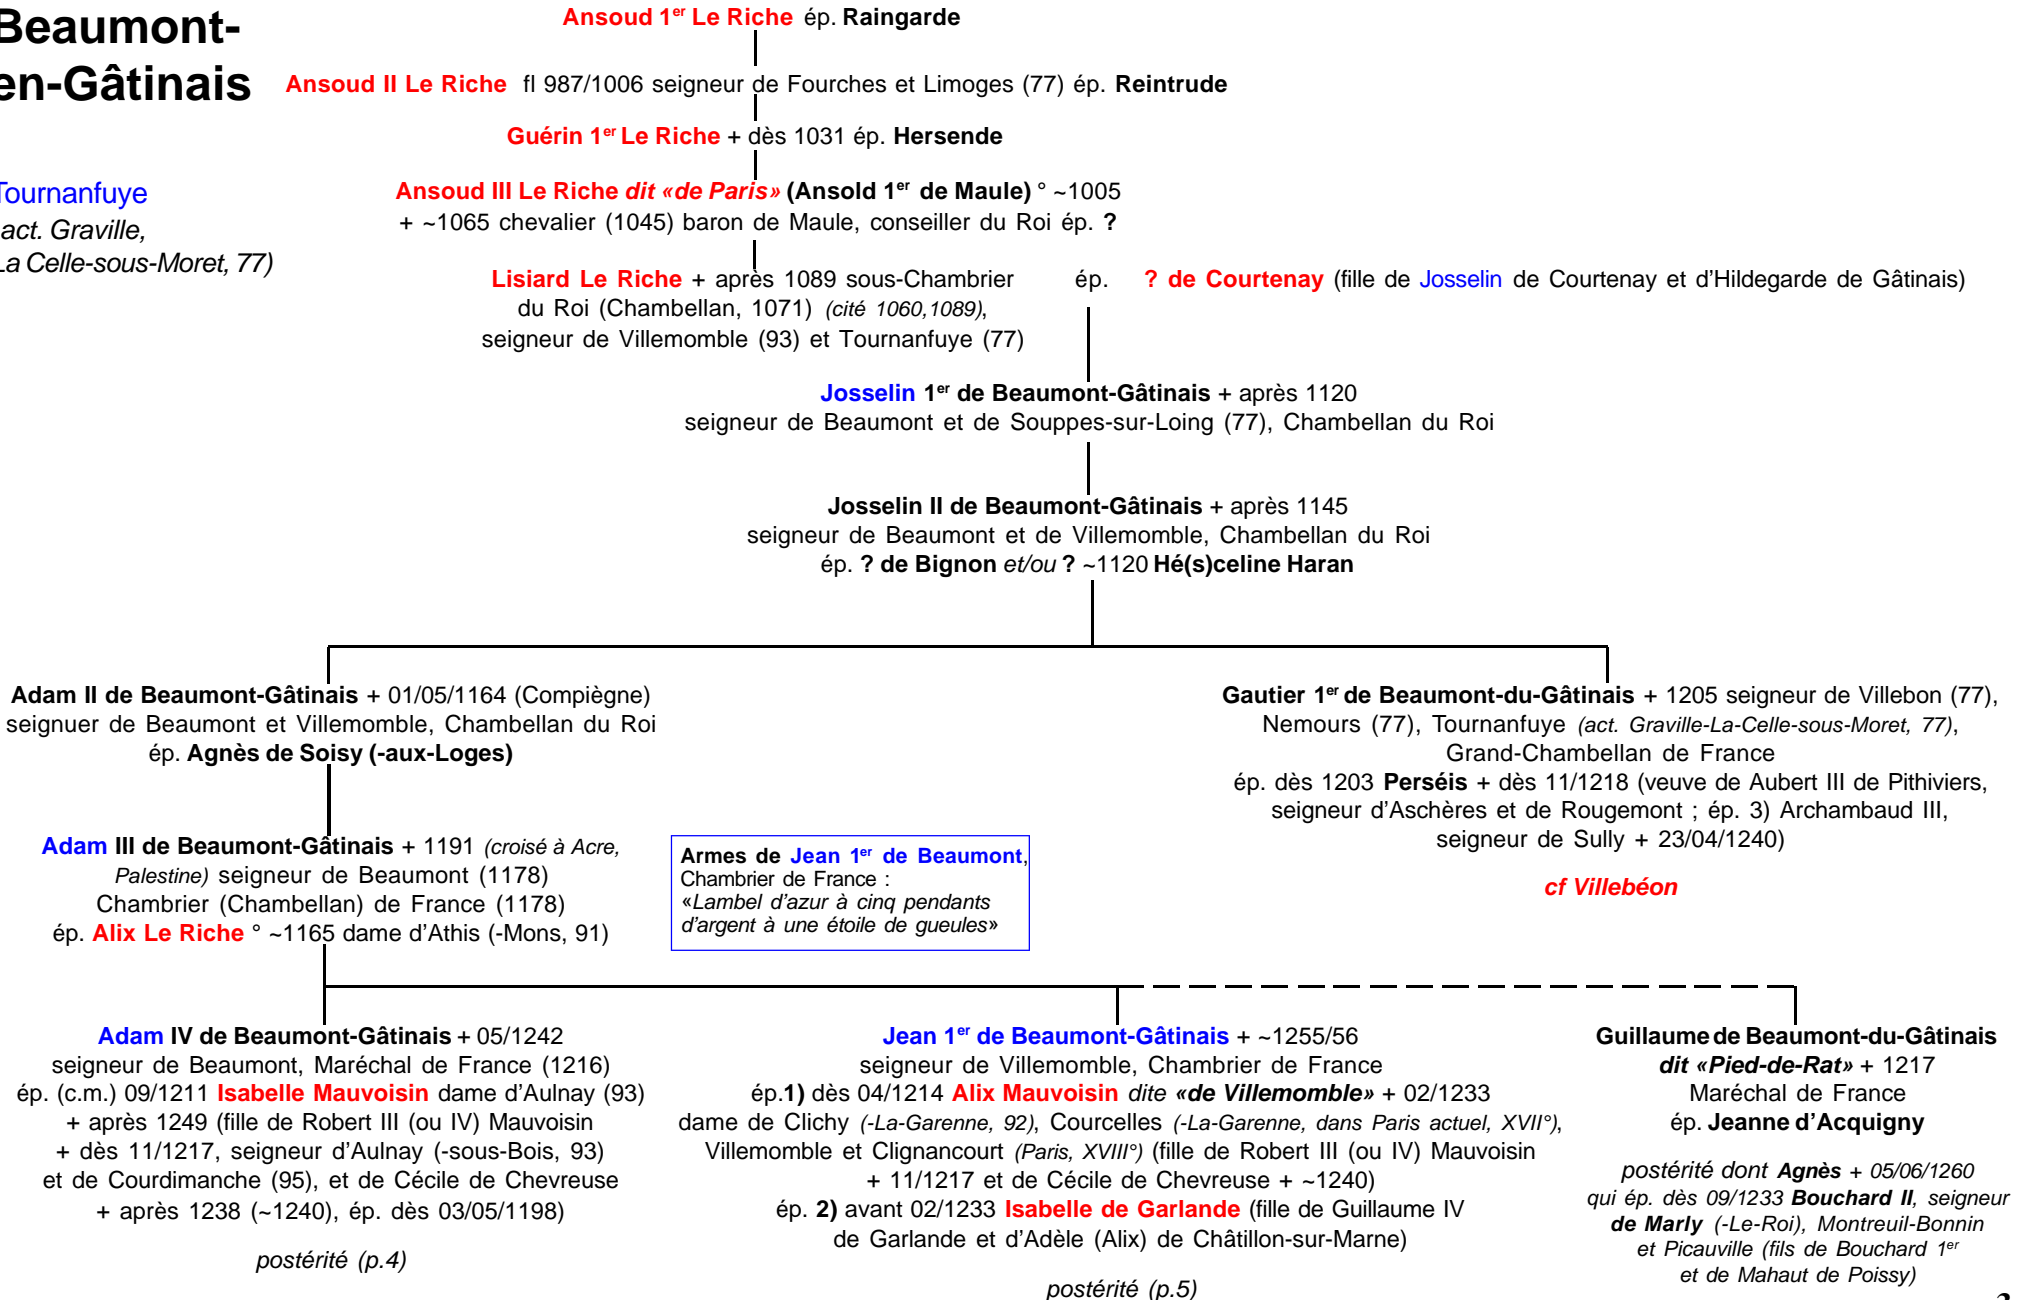 Beaumont-
en-Gâtinais
Tournanfuye
act. Graville,
La Celle-sous-Moret, 77)
Ansoud 1er Le Riche ép. Raingarde
Ansoud II Le Riche fl 987/1006 seigneur de Fourches et Limoges (77) ép. Reintrude
Guérin 1er Le Riche + dès 1031 ép. Hersende
Ansoud III Le Riche dit «de Paris» (Ansold 1er de Maule) ° ~1005
+ ~1065 chevalier (1045) baron de Maule, conseiller du Roi ép. ?
Lisiard Le Riche + après 1089 sous-Chambrier
du Roi (Chambellan, 1071) (cité 1060,1089),
seigneur de Villemomble (93) et Tournanfuye (77)
ép. ? de Courtenay (fille de Josselin de Courtenay et d'Hildegarde de Gâtinais)
Josselin 1er de Beaumont-Gâtinais + après 1120
seigneur de Beaumont et de Souppes-sur-Loing (77), Chambellan du Roi
Josselin II de Beaumont-Gâtinais + après 1145
seigneur de Beaumont et de Villemomble, Chambellan du Roi
ép. ? de Bignon et/ou ? ~1120 Hé(s)celine Haran
Adam II de Beaumont-Gâtinais + 01/05/1164 (Compiègne)
seignuer de Beaumont et Villemomble, Chambellan du Roi
ép. Agnès de Soisy (-aux-Loges)
Gautier 1er de Beaumont-du-Gâtinais + 1205 seigneur de Villebon (77),
Nemours (77), Tournanfuye (act. Graville-La-Celle-sous-Moret, 77),
Grand-Chambellan de France
ép. dès 1203 Perséis + dès 11/1218 (veuve de Aubert III de Pithiviers,
seigneur d'Aschères et de Rougemont ; ép. 3) Archambaud III,
seigneur de Sully + 23/04/1240)
cf Villebéon
Adam III de Beaumont-Gâtinais + 1191 (croisé à Acre,
Palestine) seigneur de Beaumont (1178)
Chambrier (Chambellan) de France (1178)
ép. Alix Le Riche ° ~1165 dame d'Athis (-Mons, 91)
Armes de Jean 1er de Beaumont,
Chambrier de France :
«Lambel d'azur à cinq pendants
d'argent à une étoile de gueules»
Adam IV de Beaumont-Gâtinais + 05/1242
seigneur de Beaumont, Maréchal de France (1216)
ép. (c.m.) 09/1211 Isabelle Mauvoisin dame d'Aulnay (93)
+ après 1249 (fille de Robert III (ou IV) Mauvoisin
+ dès 11/1217, seigneur d'Aulnay (-sous-Bois, 93)
et de Courdimanche (95), et de Cécile de Chevreuse
+ après 1238 (~1240), ép. dès 03/05/1198)
postérité (p.4)
Jean 1er de Beaumont-Gâtinais + ~1255/56
seigneur de Villemomble, Chambrier de France
ép.1) dès 04/1214 Alix Mauvoisin dite «de Villemomble» + 02/1233
dame de Clichy (-La-Garenne, 92), Courcelles (-La-Garenne, dans Paris actuel, XVII°),
Villemomble et Clignancourt (Paris, XVIII°) (fille de Robert III (ou IV) Mauvoisin
+ 11/1217 et de Cécile de Chevreuse + ~1240)
ép. 2) avant 02/1233 Isabelle de Garlande (fille de Guillaume IV
de Garlande et d'Adèle (Alix) de Châtillon-sur-Marne)
postérité (p.5)
Guillaume de Beaumont-du-Gâtinais
dit «Pied-de-Rat» + 1217
Maréchal de France
ép. Jeanne d'Acquigny
postérité dont Agnès + 05/06/1260
qui ép. dès 09/1233 Bouchard II, seigneur
de Marly (-Le-Roi), Montreuil-Bonnin
et Picauville (fils de Bouchard 1er
et de Mahaut de Poissy)